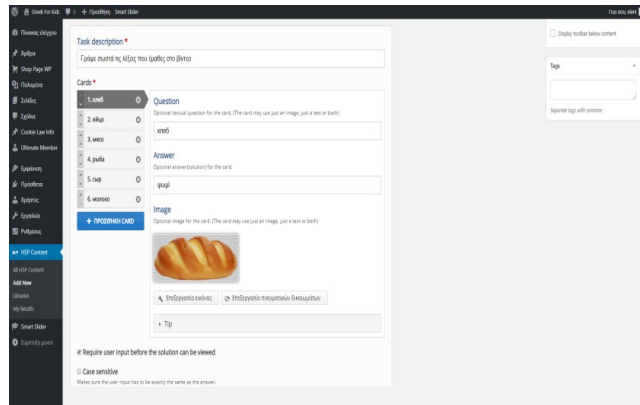 Greek For Kids
0
+ Προσθήκη
Smart Slider
Γεια σου, eleni
Πίνακας ελέγχου
Άρθρα
Shop Page WP
Πολυμέσα
Σελίδες
Σχόλια
Cookie Law Info
Ultimate Member
Εμφάνιση
Πρόσθετα
Χρήστες
Εργαλεία
Ρυθμίσεις
H5P Content
All H5P Content
Add New
Libraries
My Results
Smart Slider
Σύμπτυξη μενού
Task description *
Γράψε σωστά τις λέξεις που έμαθες στο βίντεο
Cards *
1. хлеб
2. яйцо
3. мясо
4. рыба
5. сыр
6. молоко
+ ΠΡΟΣΘΗΚΗ CARD
Question
Optional textual question for the card. (The card may use just an image, just a text or both)
хлеб
Answer
Optional answer(solution) for the card.
ψωμί
Image
Optional image for the card. (The card may use just an image, just a text or both)
Επεξεργασία εικόνας
Επεξεργασία πνευματικών δικαιωμάτων
Tip
Require user input before the solution can be viewed
Case sensitive
Makes sure the user input has to be exactly the same as the answer.
Display toolbar below content
Tags
Separate tags with commas